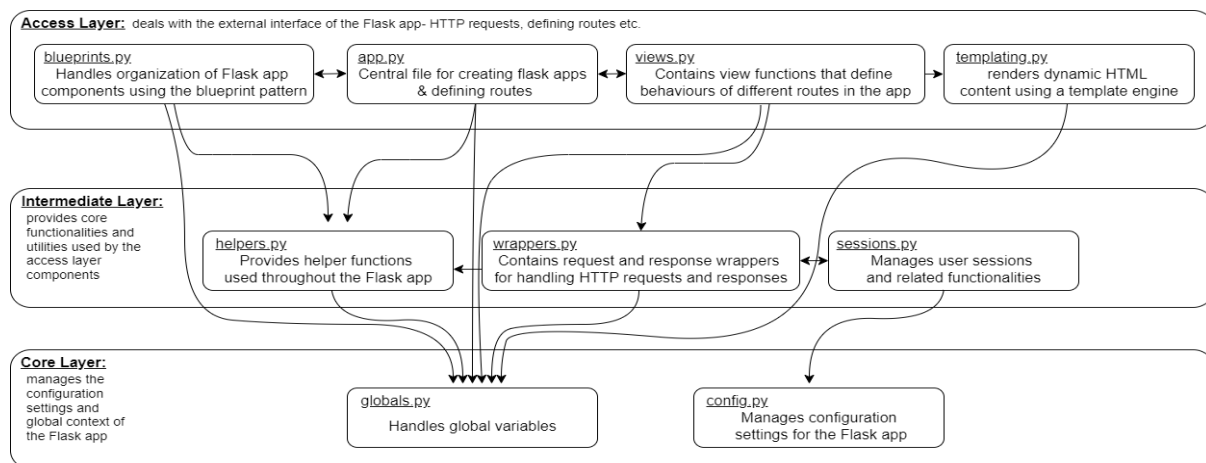 Access Layer: deals with the external interface of the Flask app- HTTP requests, defining routes etc.
blueprints.py
Handles organization of Flask app
components using the blueprint pattern
app.py
Central file for creating flask apps
& defining routes
views.py
Contains view functions that define
behaviours of different routes in the app
templating.py
renders dynamic HTML
content using a template engine
Intermediate Layer:
provides core
functionalities and
utilities used by the
access layer
components
helpers.py
Provides helper functions
used throughout the Flask app
wrappers.py
Contains request and response wrappers
for handling HTTP requests and responses
sessions.py
Manages user sessions
and related functionalities
Core Layer:
manages the
configuration
settings and
global context of
the Flask app
globals.py
Handles global variables
config.py
Manages configuration
settings for the Flask app